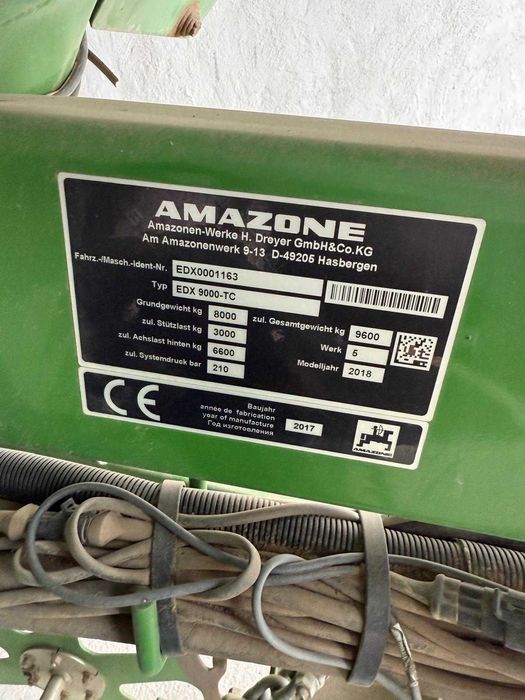 AMAZONE
Amazonen-Werke H. Dreyer GmbH&Co.KG
Am Amazonenwerk 9-13 D-49205 Hasbergen
Fahrz.-/Masch.-ident-Nr. EDX0001163
Typ EDX 9000-TC
Grundgewicht kg 8000 zul. Gesamtgewicht kg 9600
zul. Stützlast kg 3000 Werk 5
zul. Achslast hinten kg 6600 Modelljahr 2018
zul. Systemdruck bar 210
CE
Baujahr
année de fabrication
year of manufacture 2017
Год изготовления
AMAZONE